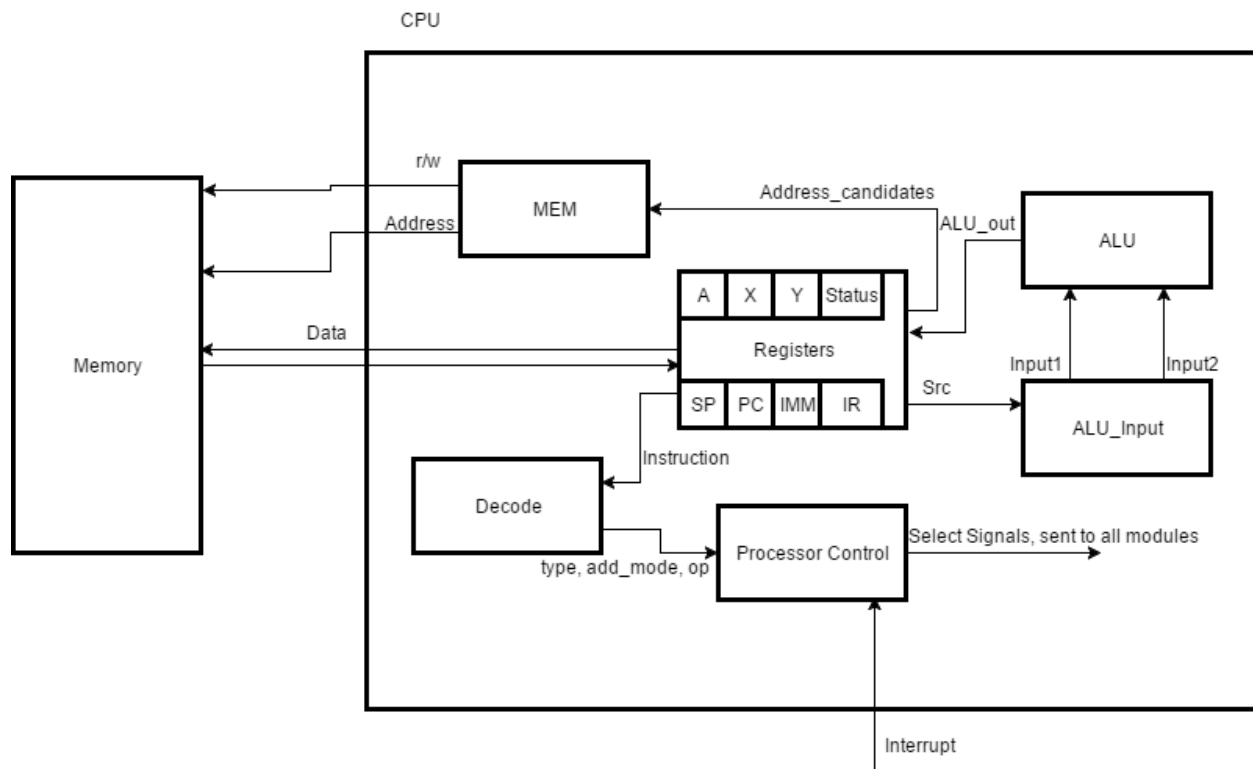 CPU
r/w
MEM
Address_candidates
Address
ALU_out
ALU
A
X
Y
Status
Data
Registers
Memory
Input1
Input2
SP
PC
IMM
IR
Src
ALU_Input
Instruction
Decode
Processor Control
Select Signals, sent to all modules
type, add_mode, op
Interrupt